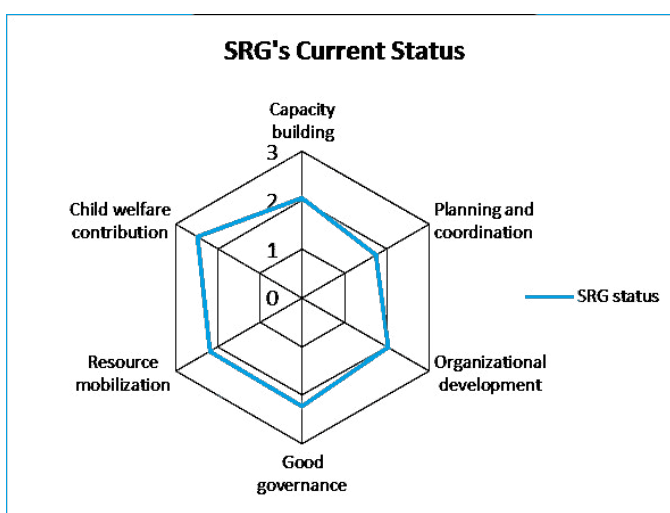 SRG's Current Status
Capacity
building
3
2
1
0
Child welfare
contribution
Planning and
coordination
SRG status
Resource
mobilization
Organizational
development
Good
governance